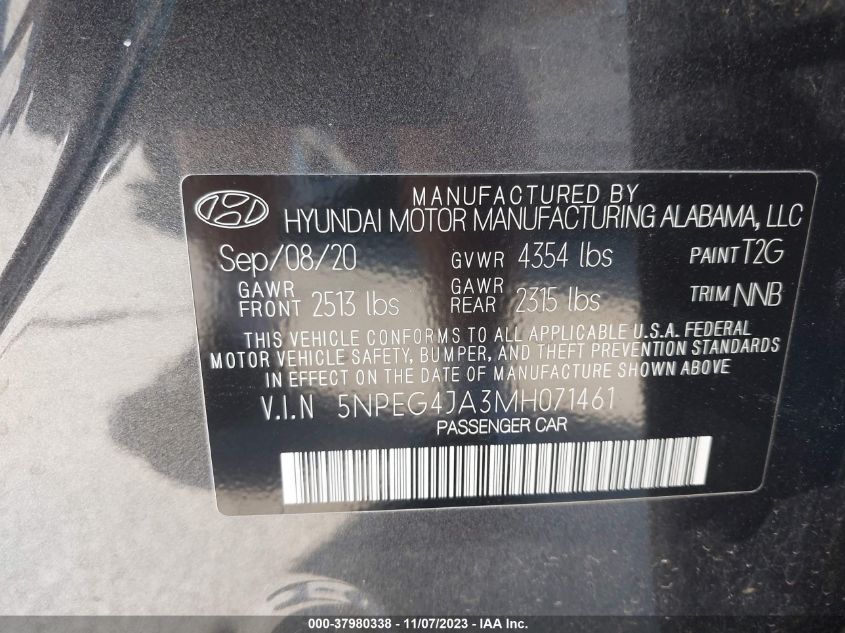 MANUFACTURED BY
HYUNDAI MOTOR MANUFACTURING ALABAMA, LLC
Sep/08/20 GVWR 4354 lbs PAINT T2G
GAWR FRONT 2513 lbs GAWR REAR 2315 lbs TRIM NNB
THIS VEHICLE CONFORMS TO ALL APPLICABLE U.S.A. FEDERAL
MOTOR VEHICLE SAFETY, BUMPER, AND THEFT PREVENTION STANDARDS
IN EFFECT ON THE DATE OF MANUFACTURE SHOWN ABOVE
V.I.N 5NPEG4JA3MH071461
PASSENGER CAR
000-37980338 - 11/07/2023 - IAA Inc.